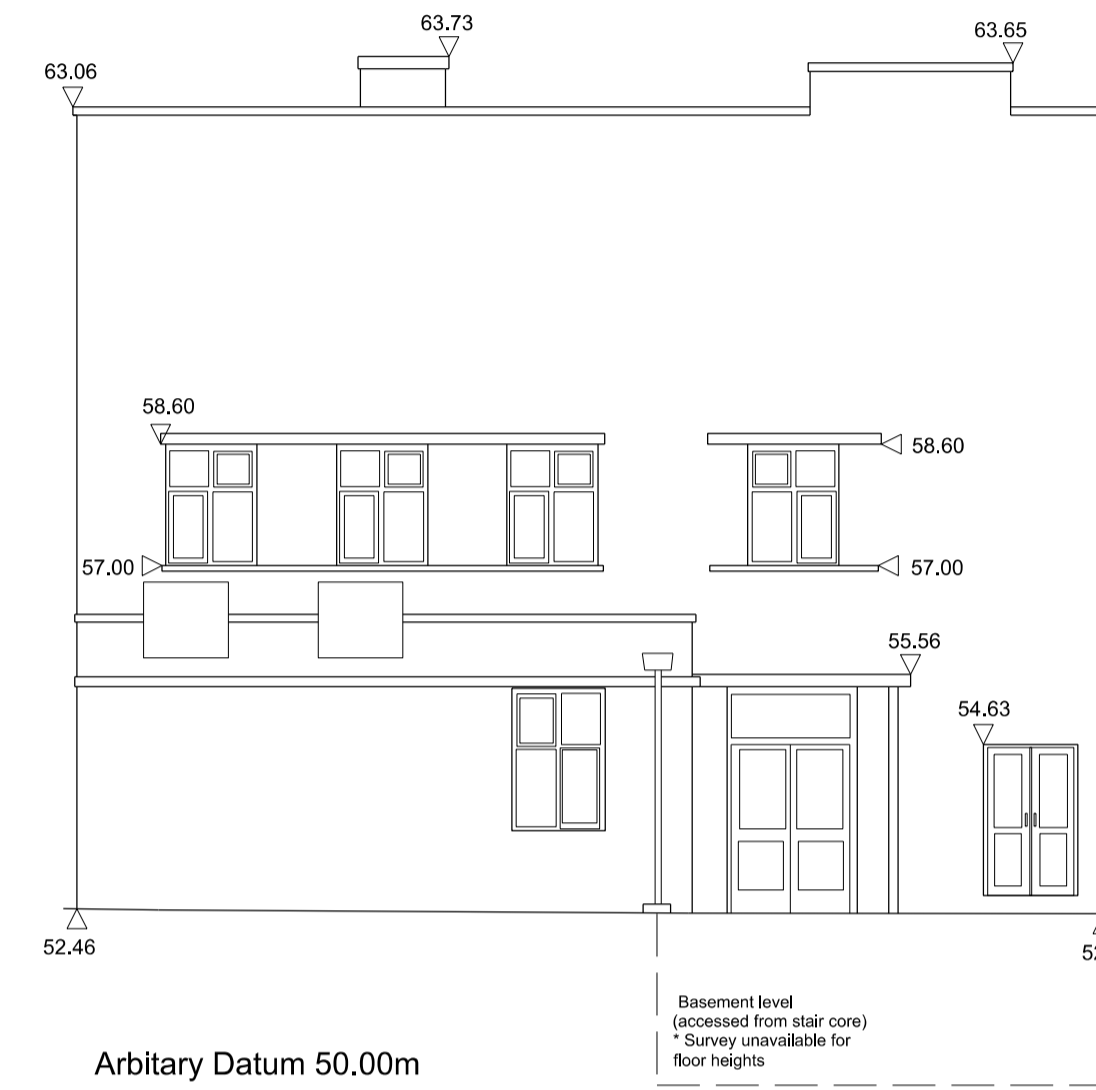 63.73
63.65
63.06
58.60
58.60
57.00
57.00
55.56
54.63
52.46
Basement level
(accessed from stair core)
* Survey unavailable for
floor heights
Arbitary Datum 50.00m